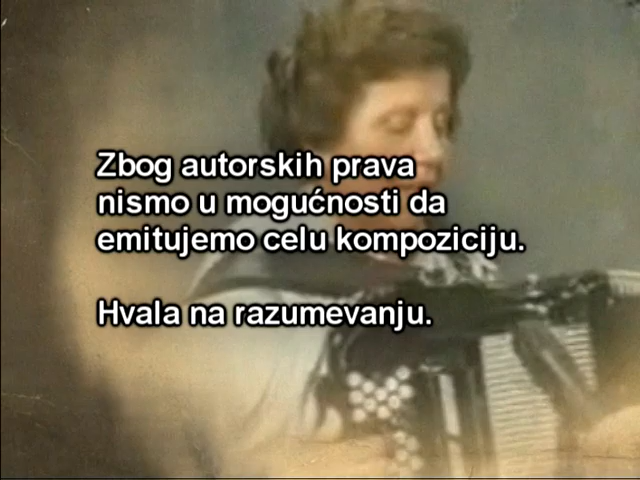 Zbog autorskih prava
nismo u mogućnosti da
emitujemo celu kompoziciju.
Hvala na razumevanju.